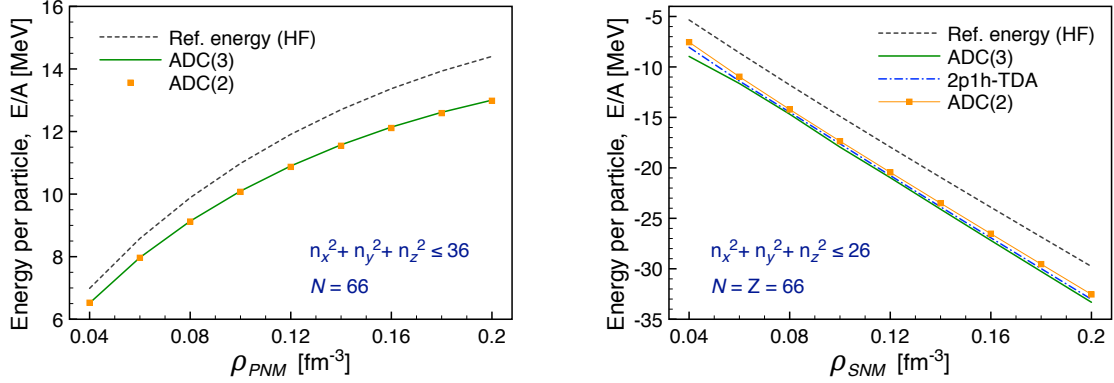 Energy per particle, E/A [MeV]
16
14
12
10
8
6
Ref. energy (HF)
ADC(3)
ADC(2)
n_x^2 + n_y^2 + n_z^2 ≤ 36
N = 66
0.04
0.08
0.12
0.16
0.2
ρ_PNM [fm^-3]
Energy per particle, E/A [MeV]
-5
-10
-15
-20
-25
-30
-35
Ref. energy (HF)
ADC(3)
2p1h-TDA
ADC(2)
n_x^2 + n_y^2 + n_z^2 ≤ 26
N = Z = 66
0.04
0.08
0.12
0.16
0.2
ρ_SNM [fm^-3]